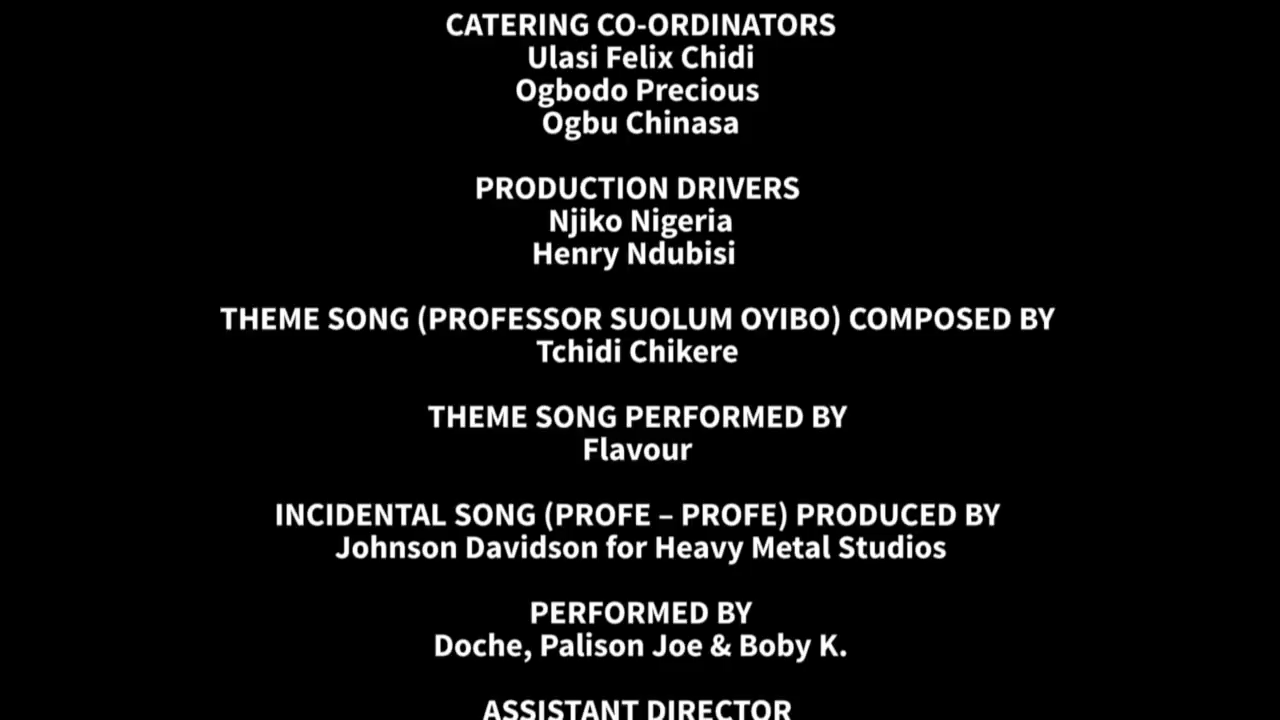 CATERING CO-ORDINATORS
Ulasi Felix Chidi
Ogbodo Precious
Ogbu Chinasa
PRODUCTION DRIVERS
Njiko Nigeria
Henry Ndubisi
THEME SONG (PROFESSOR SUOLUM OYIBO) COMPOSED BY
Tchidi Chikere
THEME SONG PERFORMED BY
Flavour
INCIDENTAL SONG (PROFE – PROFE) PRODUCED BY
Johnson Davidson for Heavy Metal Studios
PERFORMED BY
Doche, Palison Joe & Boby K.
ASSISTANT DIRECTOR